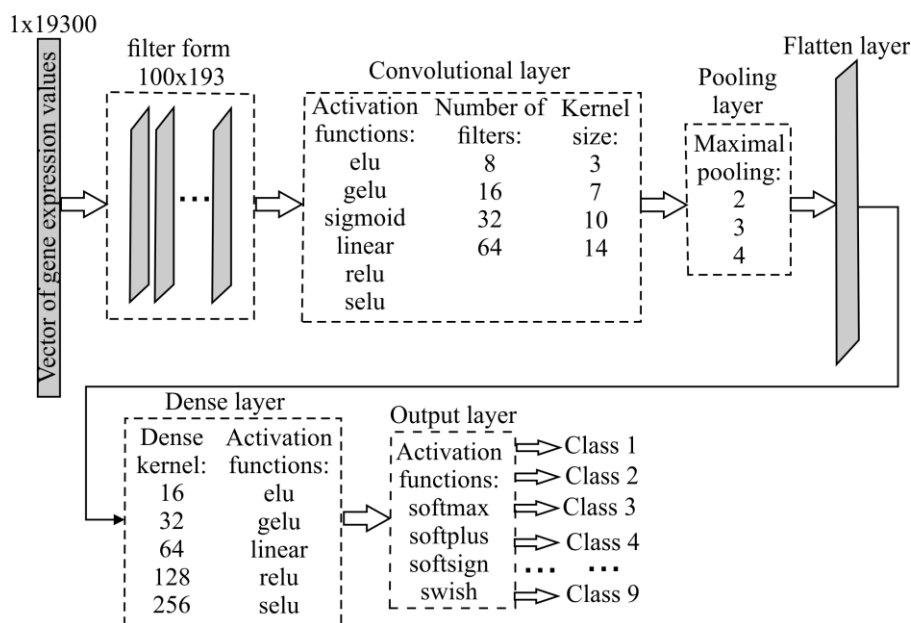 1x19300
Vector of gene expression values
filter form
100x193
Convolutional layer
Activation functions:
elu
gelu
sigmoid
linear
relu
selu
Number of filters:
8
16
32
64
Kernel size:
3
7
10
14
Pooling
layer
Maximal
pooling:
2
3
4
Flatten layer
Dense layer
Dense
kernel:
16
32
64
128
256
Activation
functions:
elu
gelu
linear
relu
selu
Output layer
Activation
functions:
softmax
softplus
softsign
swish
Class 1
Class 2
Class 3
Class 4
... ...
Class 9